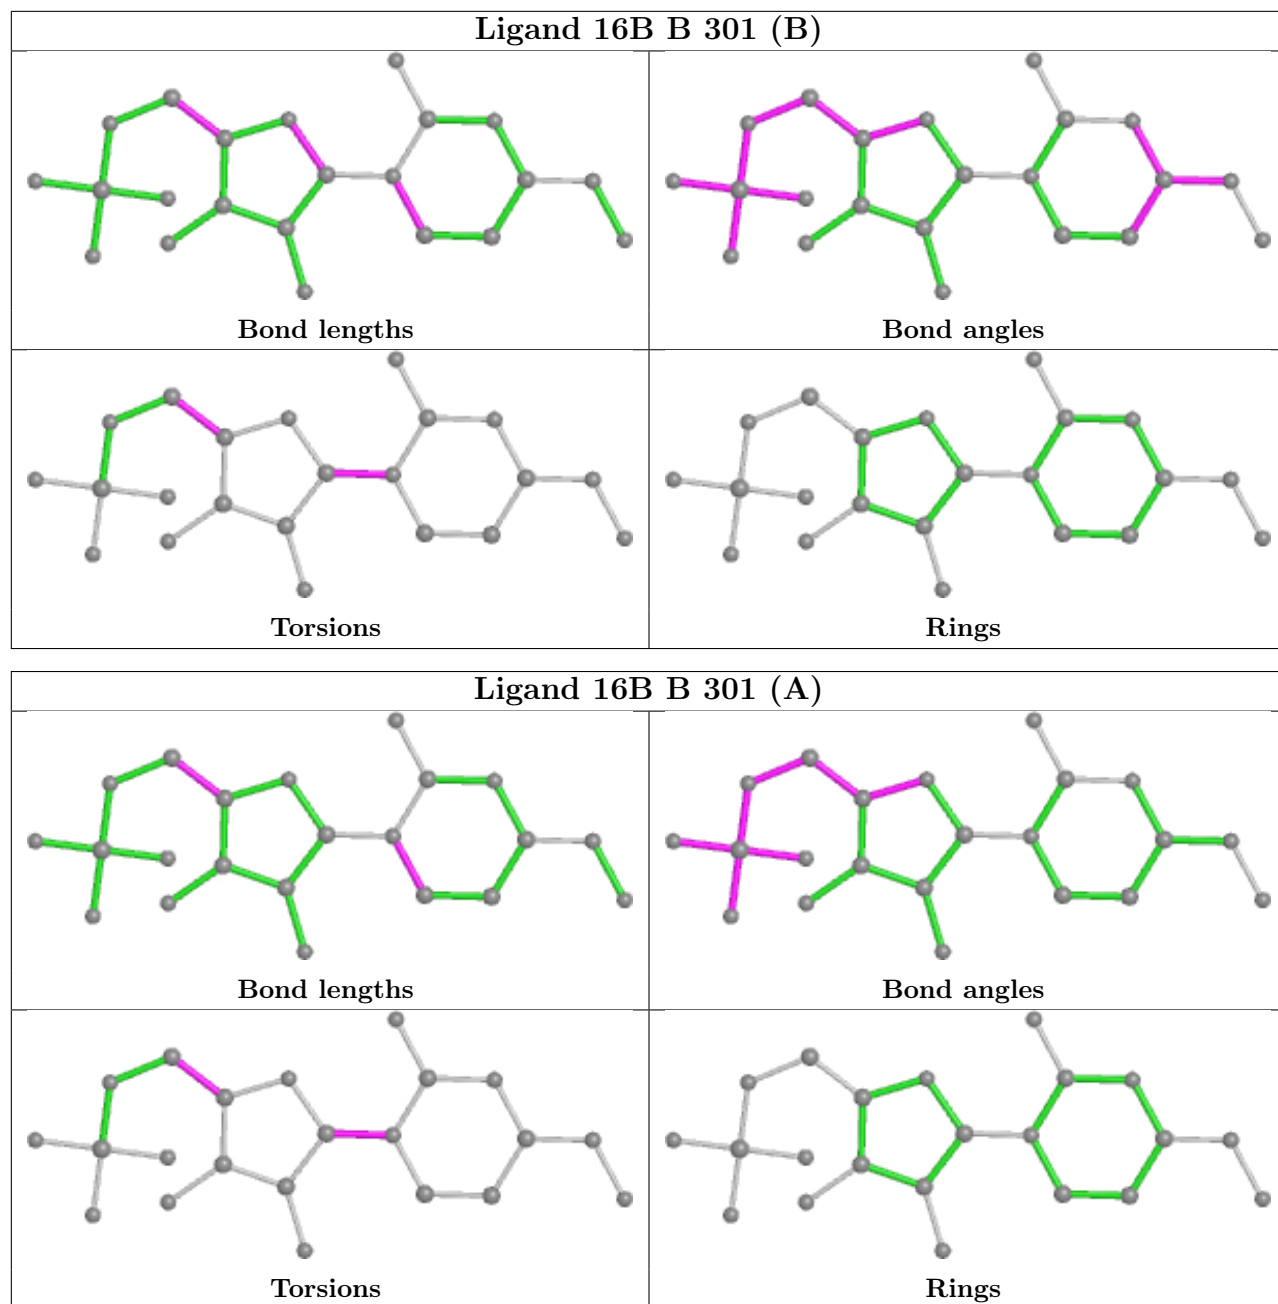 Ligand 16B B 301 (B)
Bond lengths
Bond angles
Torsions
Rings
Ligand 16B B 301 (A)
Bond lengths
Bond angles
Torsions
Rings